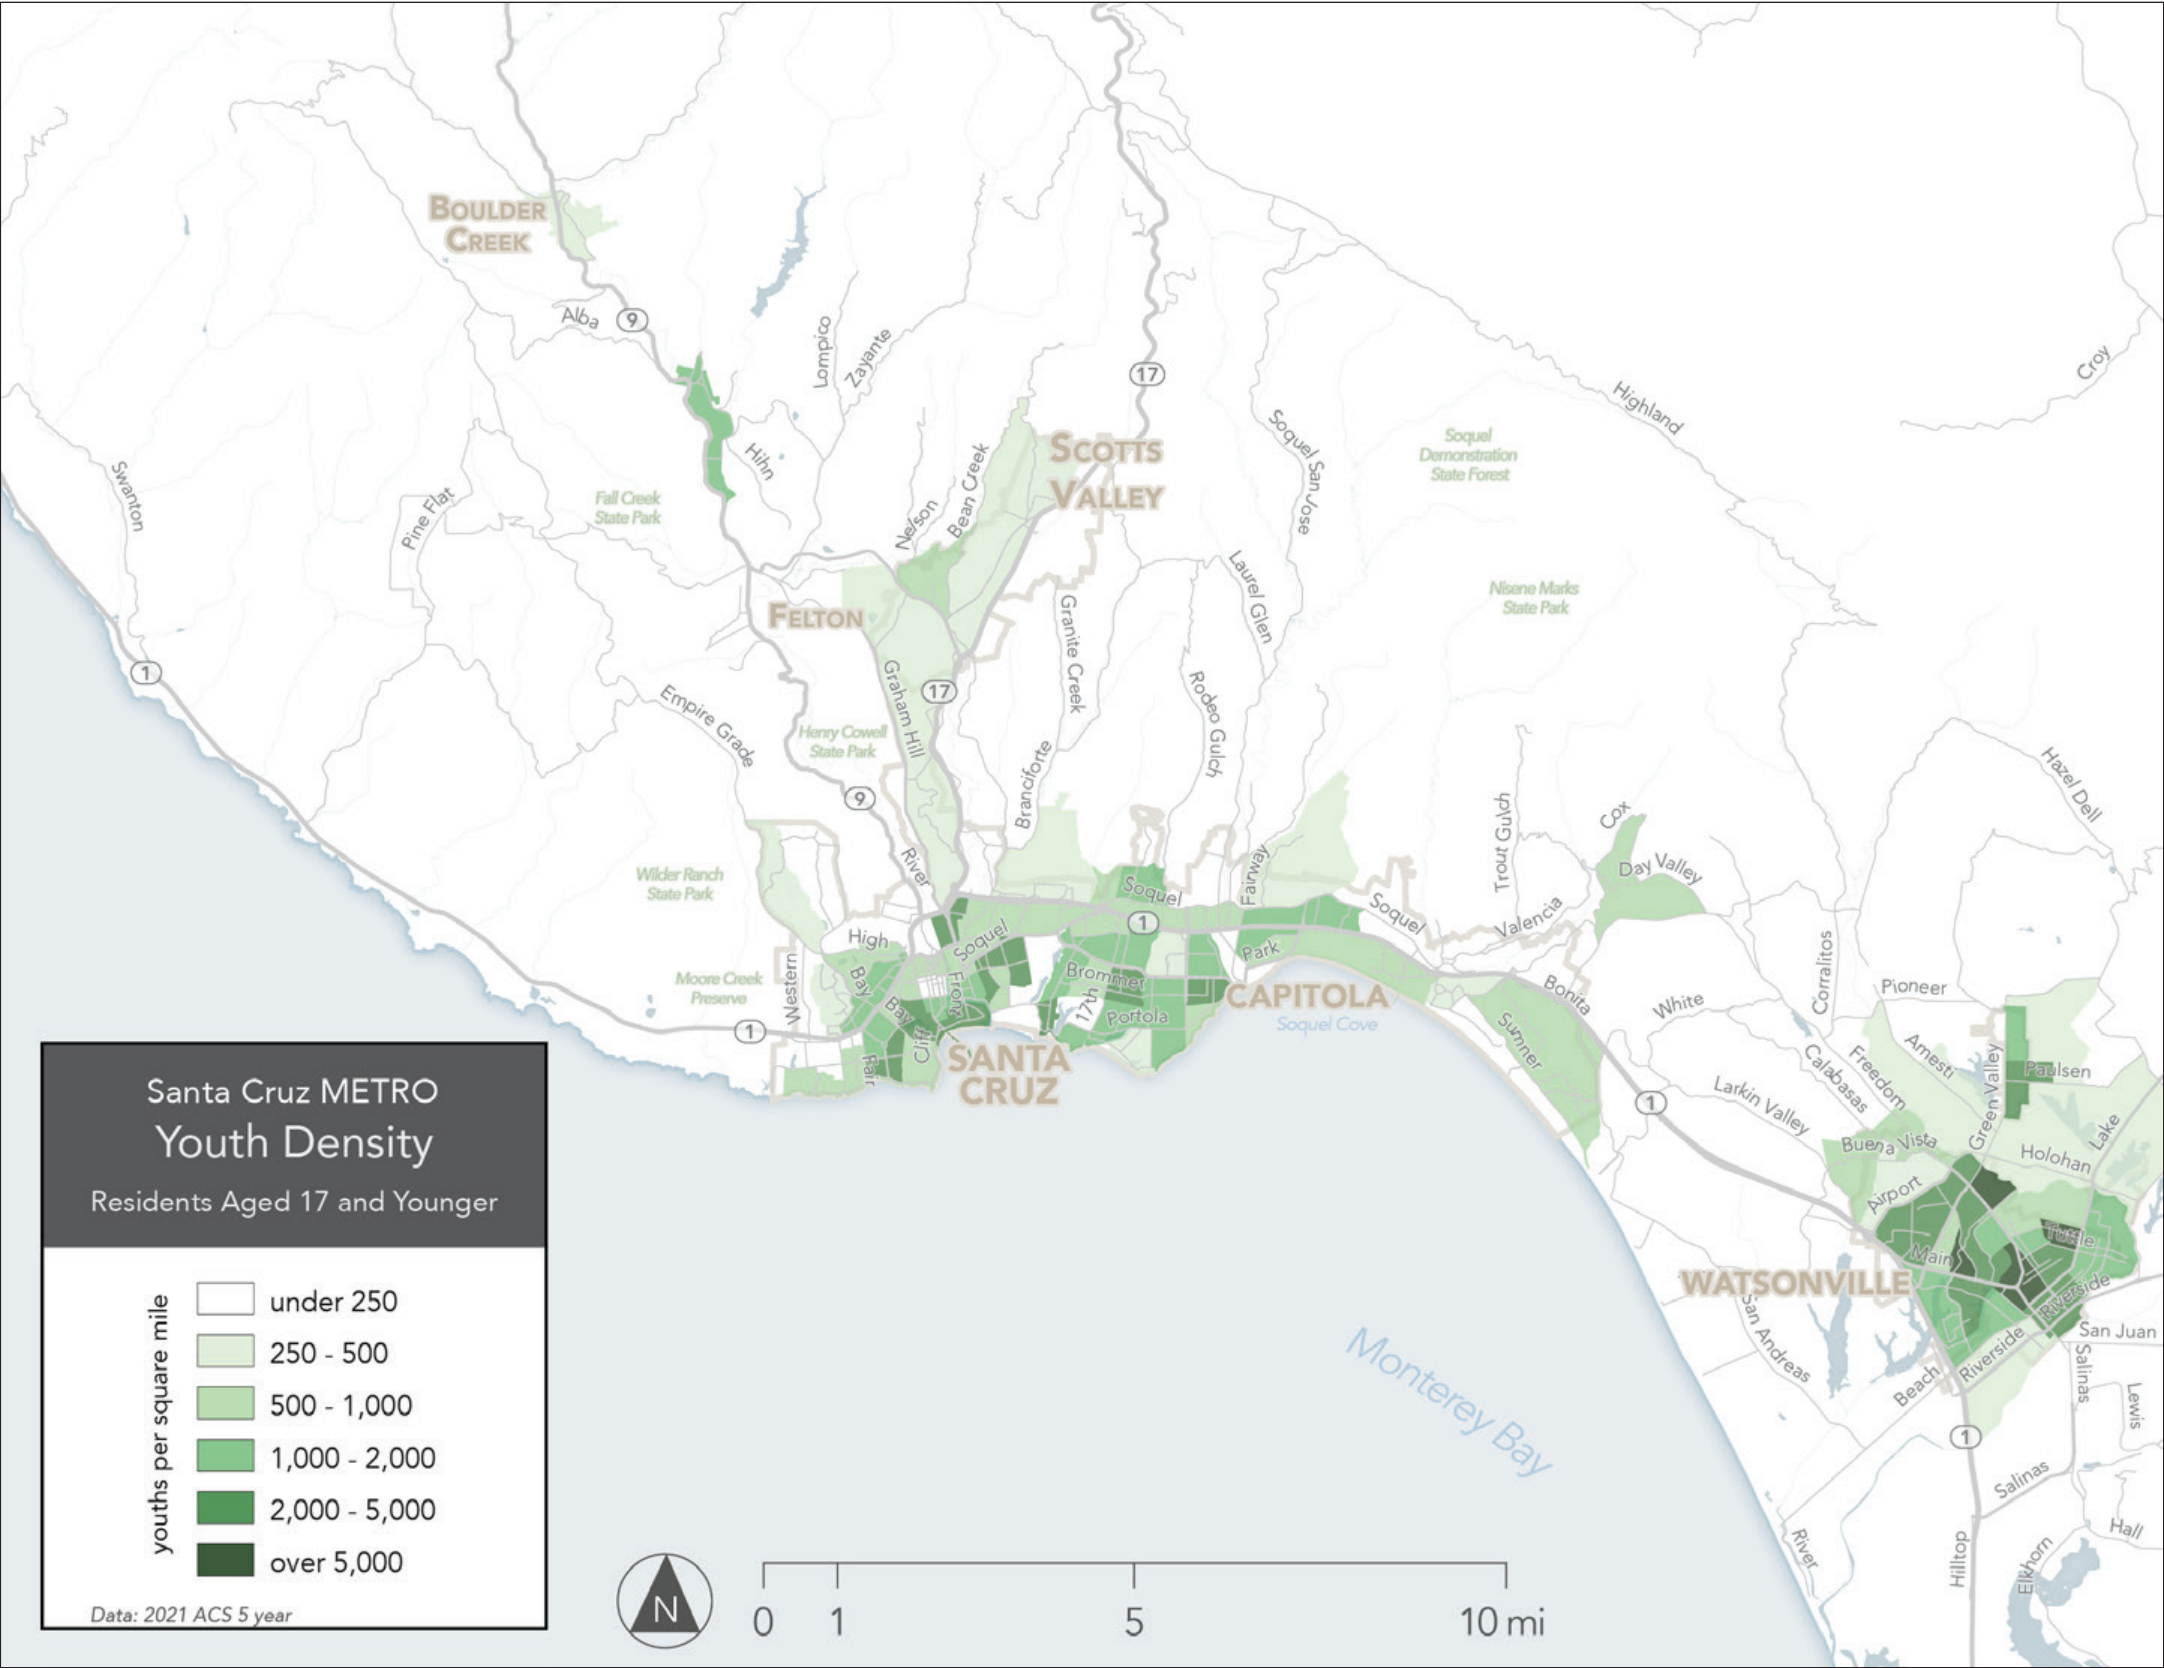 BOULDER
CREEK
Alba
9
Lompico
Zayante
17
Highland
Croy
Hihn
Nelson
Bean Creek
SCOTTS
VALLEY
Soquel San Jose
Soquel
Demonstration
State Forest
Swanton
Pine Flat
Fall Creek
State Park
FELTON
Laurel Glen
Granite Creek
Nisene Marks
State Park
1
Empire Grade
Graham Hill
17
Rodeo Gulch
Henry Cowell
State Park
9
Branciforte
Trout Gulch
Cox
Hazel Dell
River
Fairway
Day Valley
Wilder Ranch
State Park
Soquel
1
Soquel
Valencia
High
Soquel
Park
Corralitos
Moore Creek
Preserve
Western
Bay
Front
Brommer
17th
CAPITOLA
Soquel Cove
Bonita
White
Pioneer
1
Bay
Cliff
Portola
Sumner
Fair
SANTA
CRUZ
Calabasas
Freedom
Amesti
Green Valley
Paulsen
1
Larkin Valley
Buena Vista
Holohan
Lake
Airport
Main
Tuttle
WATSONVILLE
Riverside
San Andreas
Riverside
San Juan
Beach
Salinas
Lewis
1
Monterey Bay
Salinas
River
Hilltop
Elkhorn
Hall
Santa Cruz METRO
Youth Density
Residents Aged 17 and Younger
youths per square mile
under 250
250 - 500
500 - 1,000
1,000 - 2,000
2,000 - 5,000
over 5,000
Data: 2021 ACS 5 year
N
0 1 5 10 mi